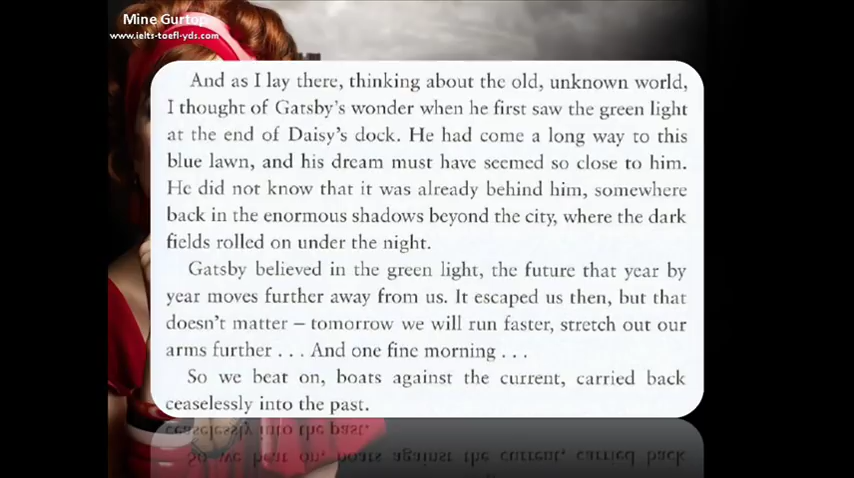 Mine Gurtop
www.ielts-toefl-yds.com
And as I lay there, thinking about the old, unknown world,
I thought of Gatsby's wonder when he first saw the green light
at the end of Daisy's dock. He had come a long way to this
blue lawn, and his dream must have seemed so close to him.
He did not know that it was already behind him, somewhere
back in the enormous shadows beyond the city, where the dark
fields rolled on under the night.
Gatsby believed in the green light, the future that year by
year moves further away from us. It escaped us then, but that
doesn't matter – tomorrow we will run faster, stretch out our
arms further . . . And one fine morning . . .
So we beat on, boats against the current, carried back
ceaselessly into the past.